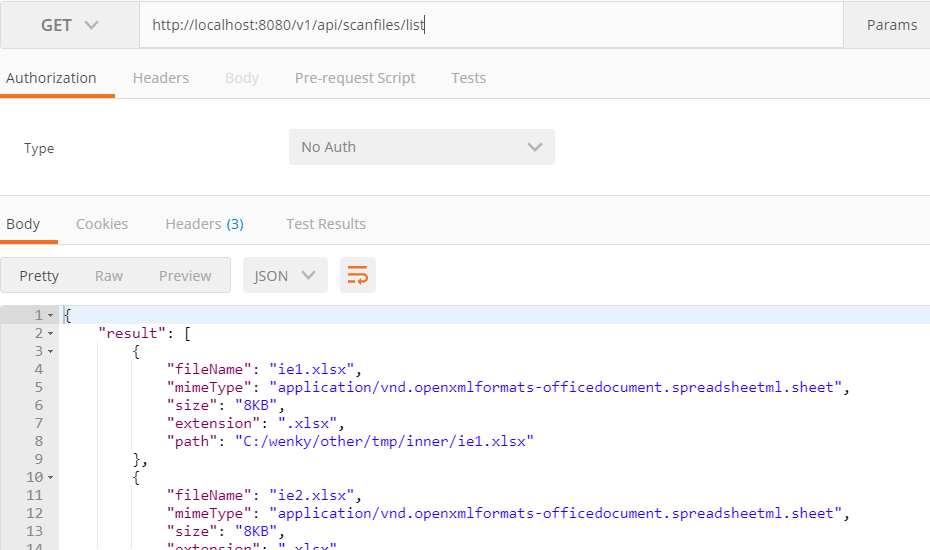 GET http://localhost:8080/v1/api/scanfiles/list Params
Authorization Headers Body Pre-request Script Tests
Type No Auth
Body Cookies Headers (3) Test Results
Pretty Raw Preview JSON
1 {
2 "result": [
3 {
4 "fileName": "ie1.xlsx",
5 "mimeType": "application/vnd.openxmlformats-officedocument.spreadsheetml.sheet",
6 "size": "8KB",
7 "extension": ".xlsx",
8 "path": "C:/wenky/other/tmp/inner/ie1.xlsx"
9 },
10 {
11 "fileName": "ie2.xlsx",
12 "mimeType": "application/vnd.openxmlformats-officedocument.spreadsheetml.sheet",
13 "size": "8KB",
14 "extension": ".xlsx",